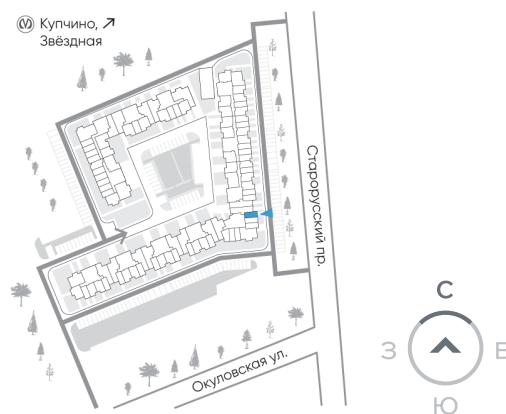 Купчино, ↗
Звёздная
Старорусский пр.
Окуловская ул.
С
З
В
Ю